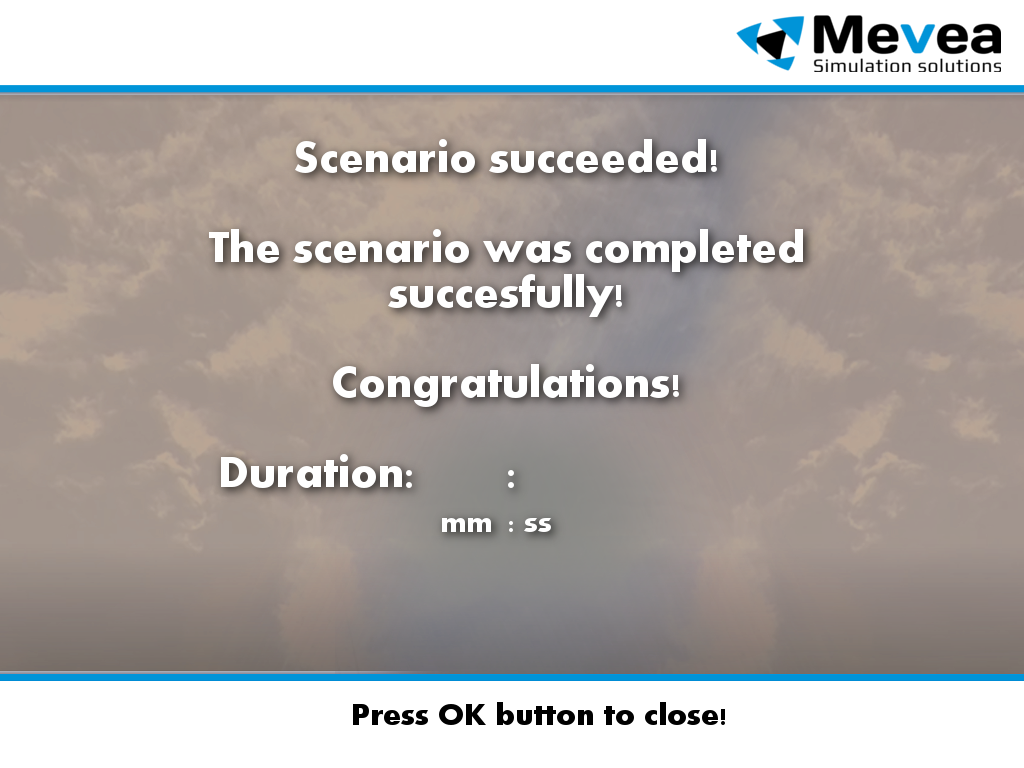 Mevea
Simulation solutions
Scenario succeeded!
The scenario was completed
succesfully!
Congratulations!
Duration: :
mm : ss
Press OK button to close!